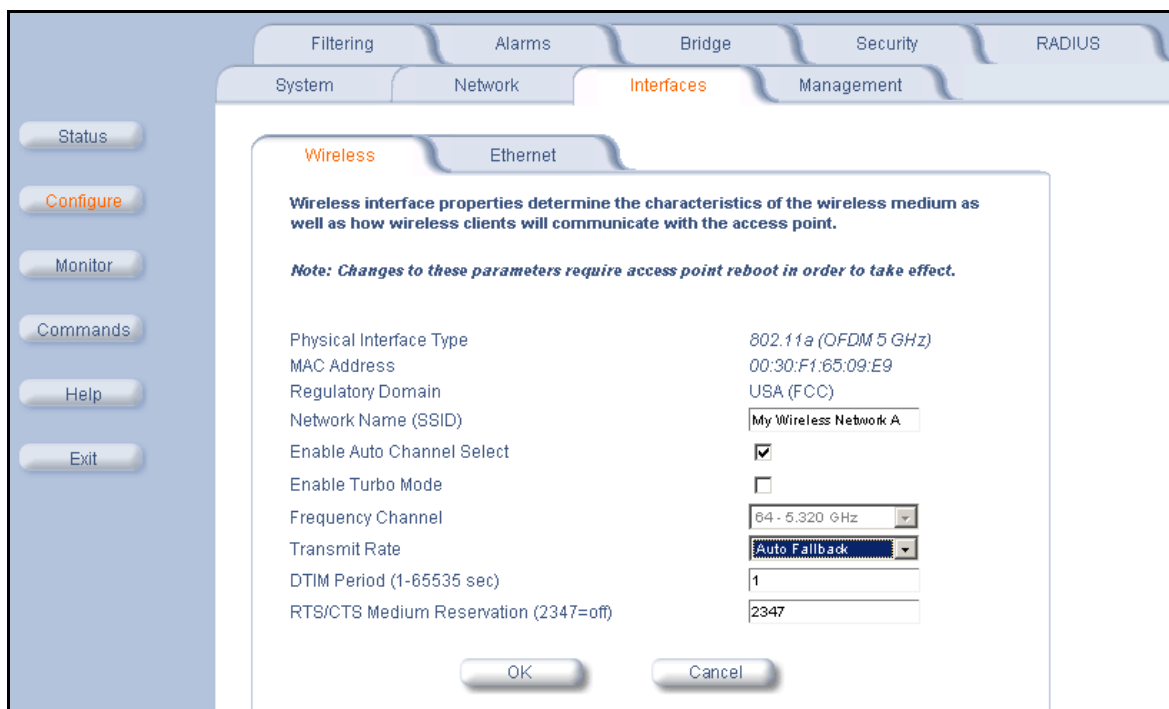 Filtering Alarms Bridge Security RADIUS
System Network Interfaces Management
Status
Configure
Monitor
Commands
Help
Exit
Wireless Ethernet
Wireless interface properties determine the characteristics of the wireless medium as
well as how wireless clients will communicate with the access point.
Note: Changes to these parameters require access point reboot in order to take effect.
Physical Interface Type 802.11a (OFDM 5 GHz)
MAC Address 00:30:F1:65:09:E9
Regulatory Domain USA (FCC)
Network Name (SSID) My Wireless Network A
Enable Auto Channel Select
Enable Turbo Mode
Frequency Channel 64 - 5.320 GHz
Transmit Rate Auto Fallback
DTIM Period (1-65535 sec) 1
RTS/CTS Medium Reservation (2347=off) 2347
OK Cancel